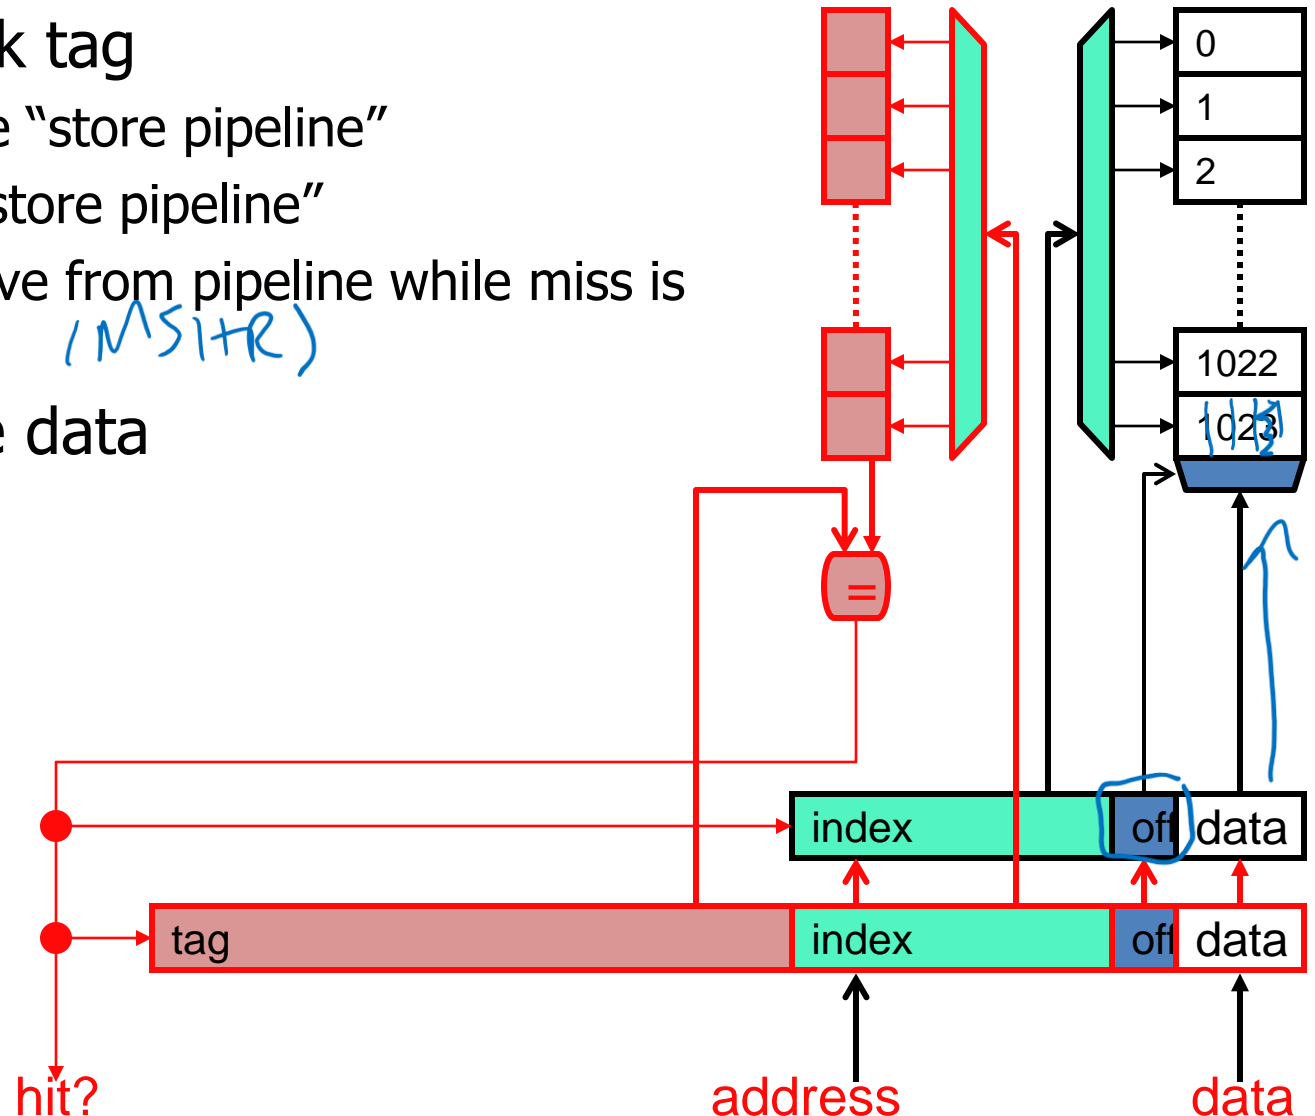 k tag
e “store pipeline”
store pipeline”
ve from pipeline while miss is
(MSHR)
e data
0
1
2
1022
1023
=
index
off
data
tag
index
off
data
hit?
address
data